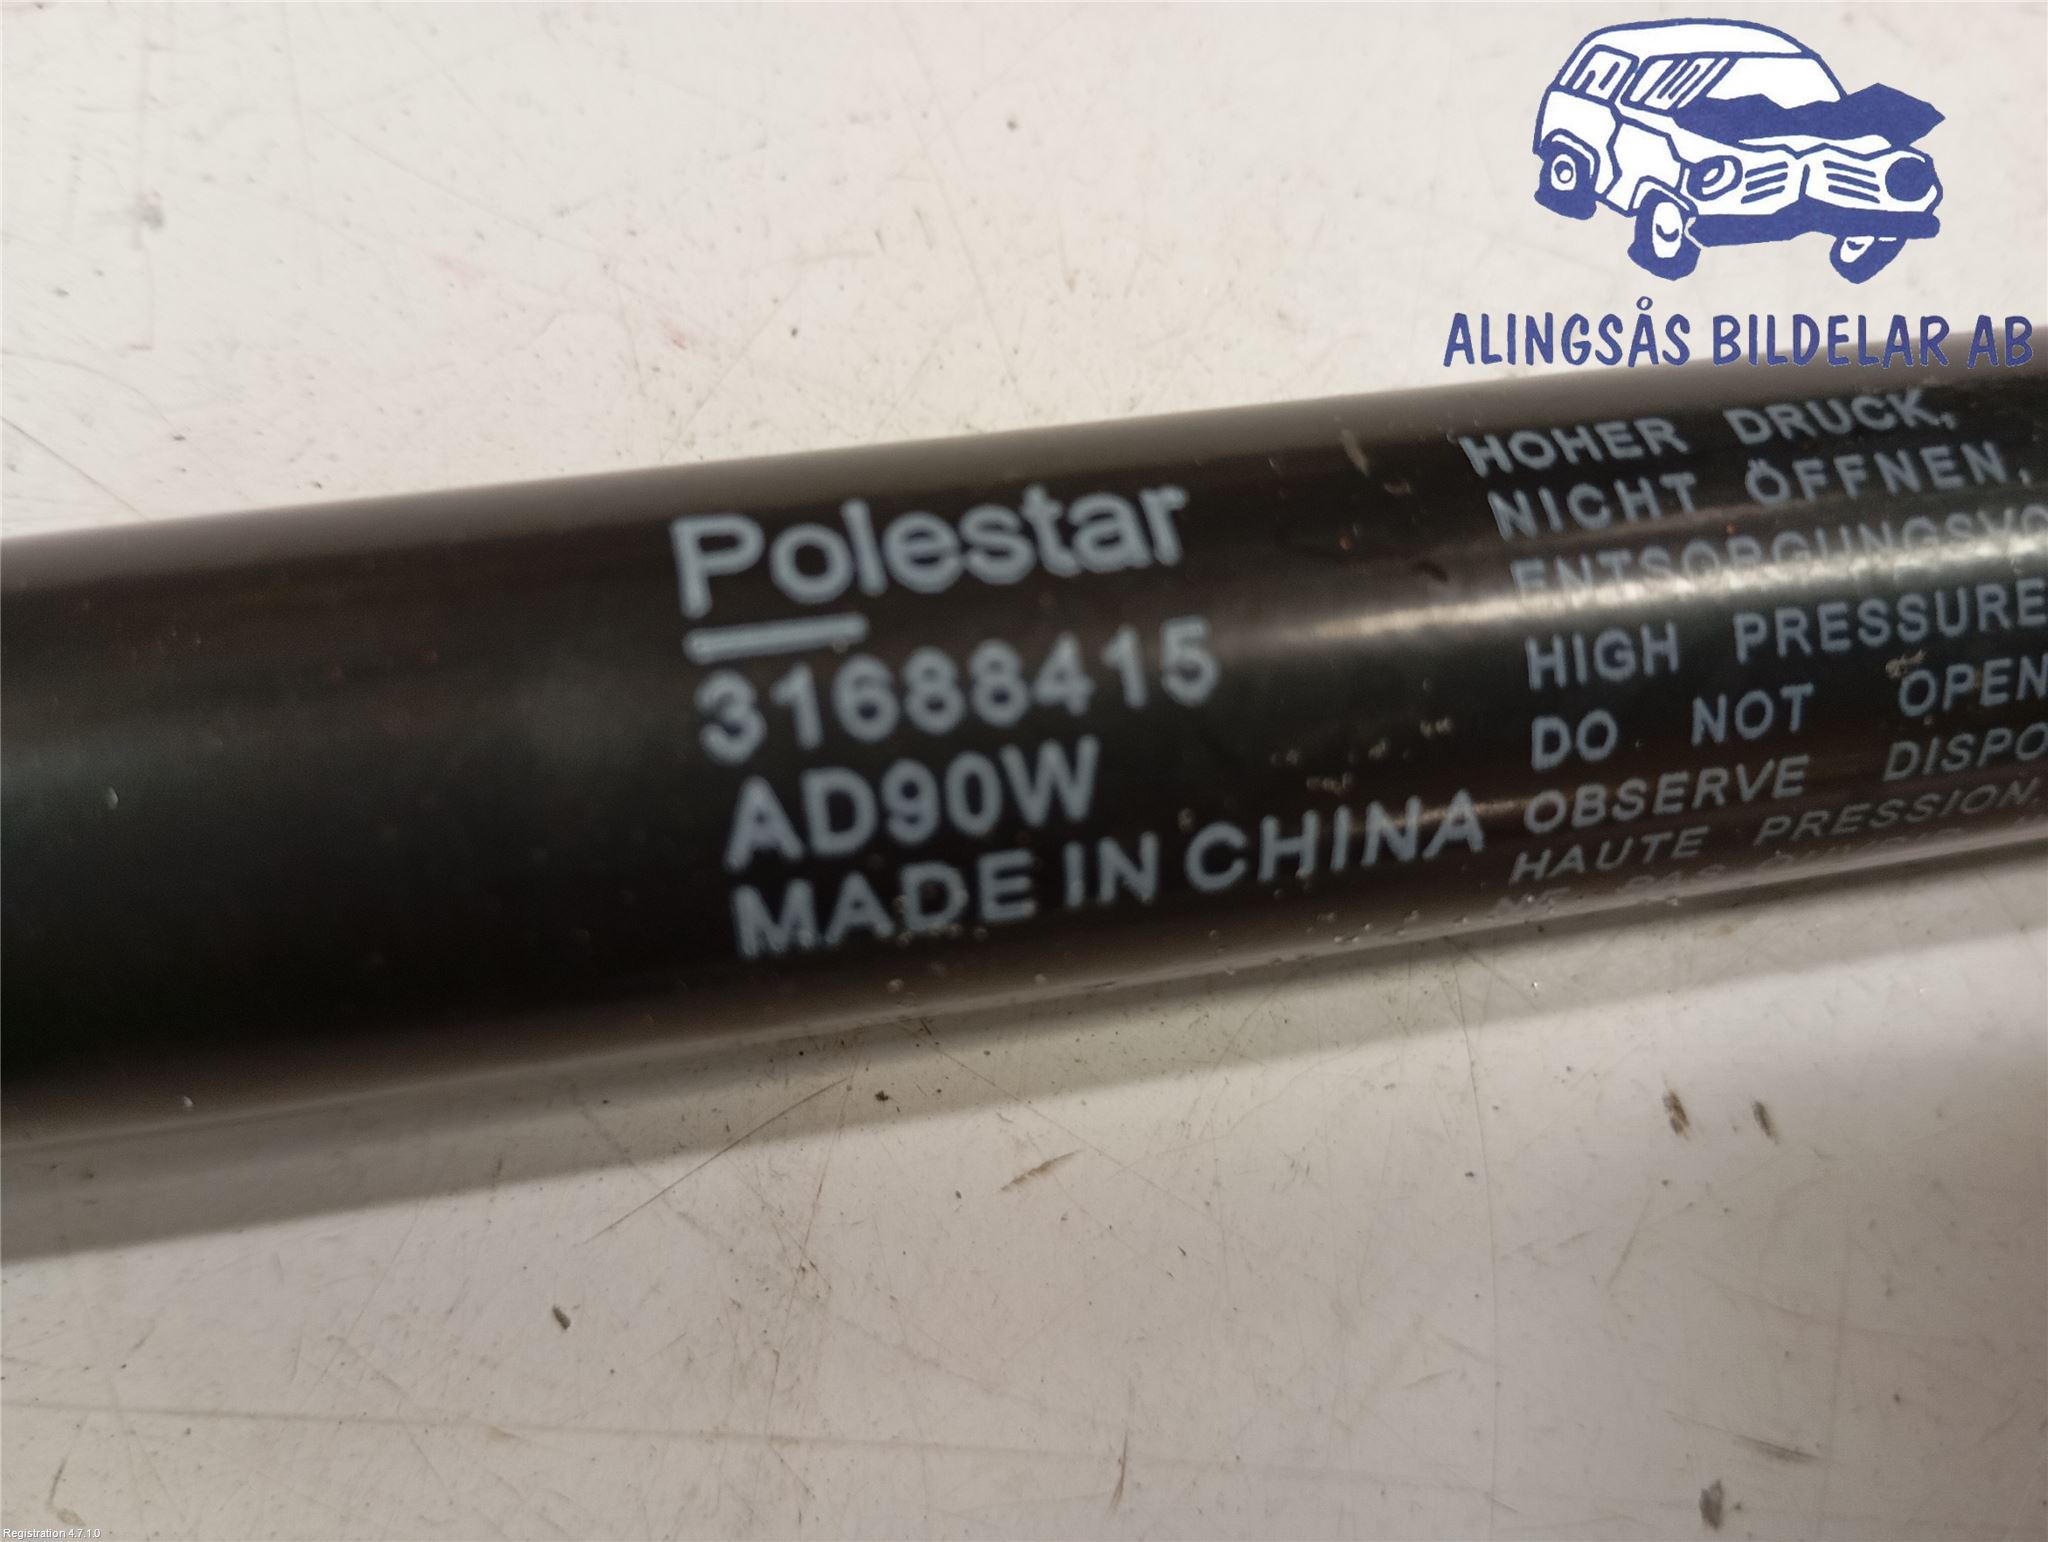 ALINGSÅS BILDELAR AB
Polestar
31688415
AD90W
MADE IN CHINA
HOHER DRUCK,
NICHT ÖFFNEN,
HIGH PRESSURE
DO NOT OPEN
OBSERVE
HAUTE PRESSION,
Registration 4.7.1.0